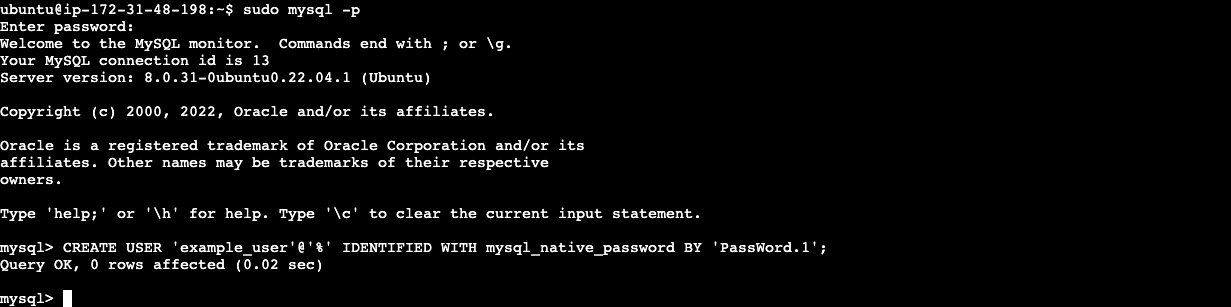 ubuntu@ip-172-31-48-198:~$ sudo mysql -p
Enter password:
Welcome to the MySQL monitor.  Commands end with ; or \g.
Your MySQL connection id is 13
Server version: 8.0.31-0ubuntu0.22.04.1 (Ubuntu)
Copyright (c) 2000, 2022, Oracle and/or its affiliates.
Oracle is a registered trademark of Oracle Corporation and/or its
affiliates. Other names may be trademarks of their respective
owners.
Type 'help;' or '\h' for help. Type '\c' to clear the current input statement.
mysql> CREATE USER 'example_user'@'%' IDENTIFIED WITH mysql_native_password BY 'PassWord.1';
Query OK, 0 rows affected (0.02 sec)
mysql>